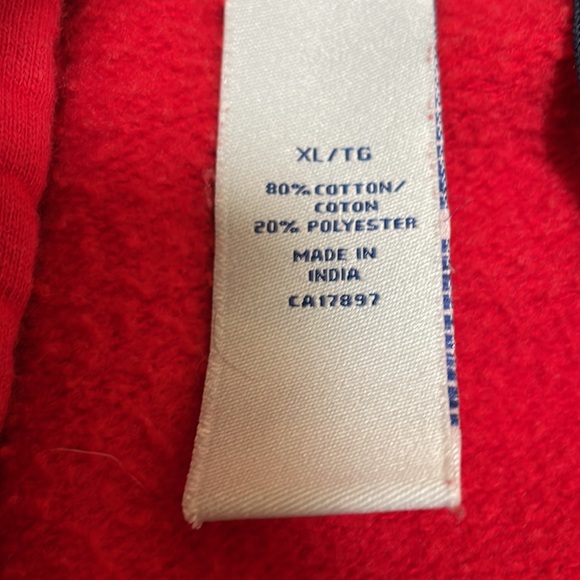 XL/TG
80% COTTON/
COTON
20% POLYESTER
MADE IN
INDIA
CA17897